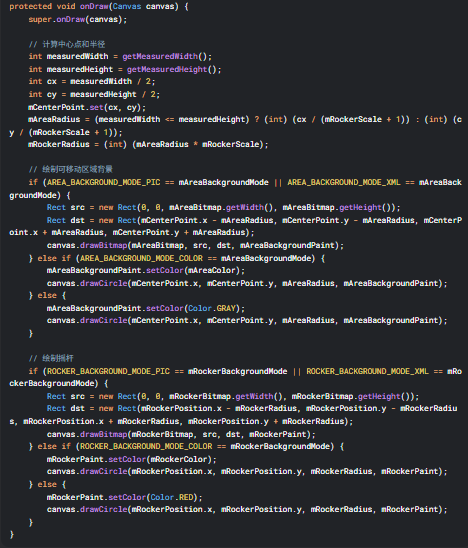 protected void onDraw(Canvas canvas) {
    super.onDraw(canvas);

    // 计算中心点和半径
    int measuredWidth = getMeasuredWidth();
    int measuredHeight = getMeasuredHeight();
    int cx = measuredWidth / 2;
    int cy = measuredHeight / 2;
    mCenterPoint.set(cx, cy);
    mAreaRadius = (measuredWidth <= measuredHeight) ? (int) (cx / (mRockerScale + 1)) : (int) (c
y / (mRockerScale + 1));
    mRockerRadius = (int) (mAreaRadius * mRockerScale);

    // 绘制可移动区域背景
    if (AREA_BACKGROUND_MODE_PIC == mAreaBackgroundMode || AREA_BACKGROUND_MODE_XML == mAreaBack
groundMode) {
        Rect src = new Rect(0, 0, mAreaBitmap.getWidth(), mAreaBitmap.getHeight());
        Rect dst = new Rect(mCenterPoint.x - mAreaRadius, mCenterPoint.y - mAreaRadius, mCenterP
oint.x + mAreaRadius, mCenterPoint.y + mAreaRadius);
        canvas.drawBitmap(mAreaBitmap, src, dst, mAreaBackgroundPaint);
    } else if (AREA_BACKGROUND_MODE_COLOR == mAreaBackgroundMode) {
        mAreaBackgroundPaint.setColor(mAreaColor);
        canvas.drawCircle(mCenterPoint.x, mCenterPoint.y, mAreaRadius, mAreaBackgroundPaint);
    } else {
        mAreaBackgroundPaint.setColor(Color.GRAY);
        canvas.drawCircle(mCenterPoint.x, mCenterPoint.y, mAreaRadius, mAreaBackgroundPaint);
    }

    // 绘制摇杆
    if (ROCKER_BACKGROUND_MODE_PIC == mRockerBackgroundMode || ROCKER_BACKGROUND_MODE_XML == mRo
ckerBackgroundMode) {
        Rect src = new Rect(0, 0, mRockerBitmap.getWidth(), mRockerBitmap.getHeight());
        Rect dst = new Rect(mRockerPosition.x - mRockerRadius, mRockerPosition.y - mRockerRadiu
s, mRockerPosition.x + mRockerRadius, mRockerPosition.y + mRockerRadius);
        canvas.drawBitmap(mRockerBitmap, src, dst, mRockerPaint);
    } else if (ROCKER_BACKGROUND_MODE_COLOR == mRockerBackgroundMode) {
        mRockerPaint.setColor(mRockerColor);
        canvas.drawCircle(mRockerPosition.x, mRockerPosition.y, mRockerRadius, mRockerPaint);
    } else {
        mRockerPaint.setColor(Color.RED);
        canvas.drawCircle(mRockerPosition.x, mRockerPosition.y, mRockerRadius, mRockerPaint);
    }
}